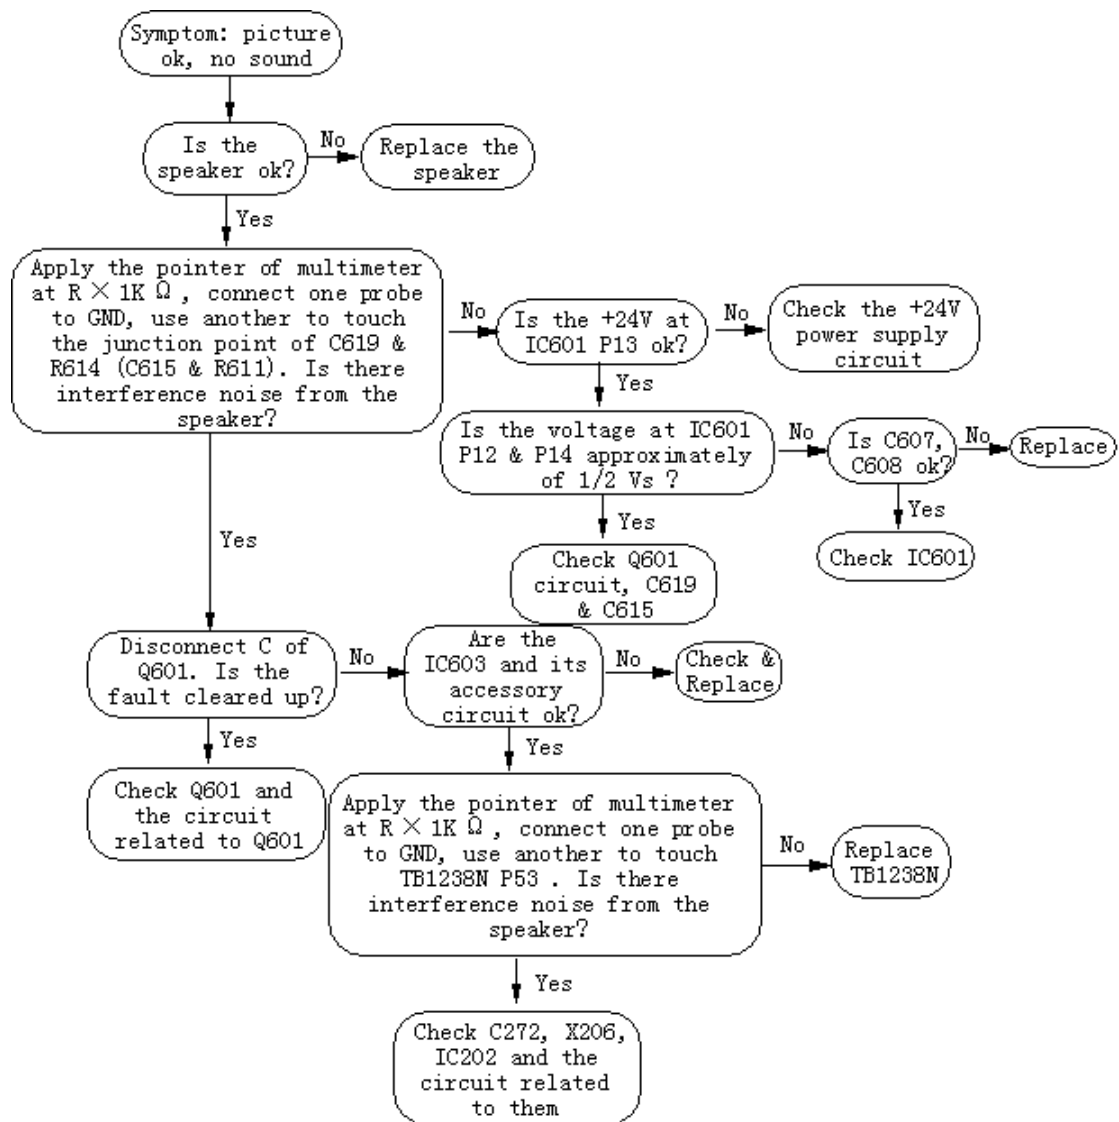 Symptom: picture
ok, no sound
Is the
speaker ok?
No
Replace the
speaker
Yes
Apply the pointer of multimeter
at R × 1K Ω , connect one probe
to GND, use another to touch
the junction point of C619 &
R614 (C615 & R611). Is there
interference noise from the
speaker?
No
Is the +24V at
IC601 P13 ok?
No
Check the +24V
power supply
circuit
Yes
Is the voltage at IC601
P12 & P14 approximately
of 1/2 Vs ?
No
Is C607,
C608 ok?
No
Replace
Yes
Check IC601
Yes
Check Q601
circuit, C619
& C615
Yes
Disconnect C of
Q601. Is the
fault cleared up?
No
Are the
IC603 and its
accessory
circuit ok?
No
Check &
Replace
Yes
Check Q601 and
the circuit
related to Q601
Yes
Apply the pointer of multimeter
at R × 1K Ω , connect one probe
to GND, use another to touch
TB1238N P53 . Is there
interference noise from the
speaker?
No
Replace
TB1238N
Yes
Check C272, X206,
IC202 and the
circuit related
to them